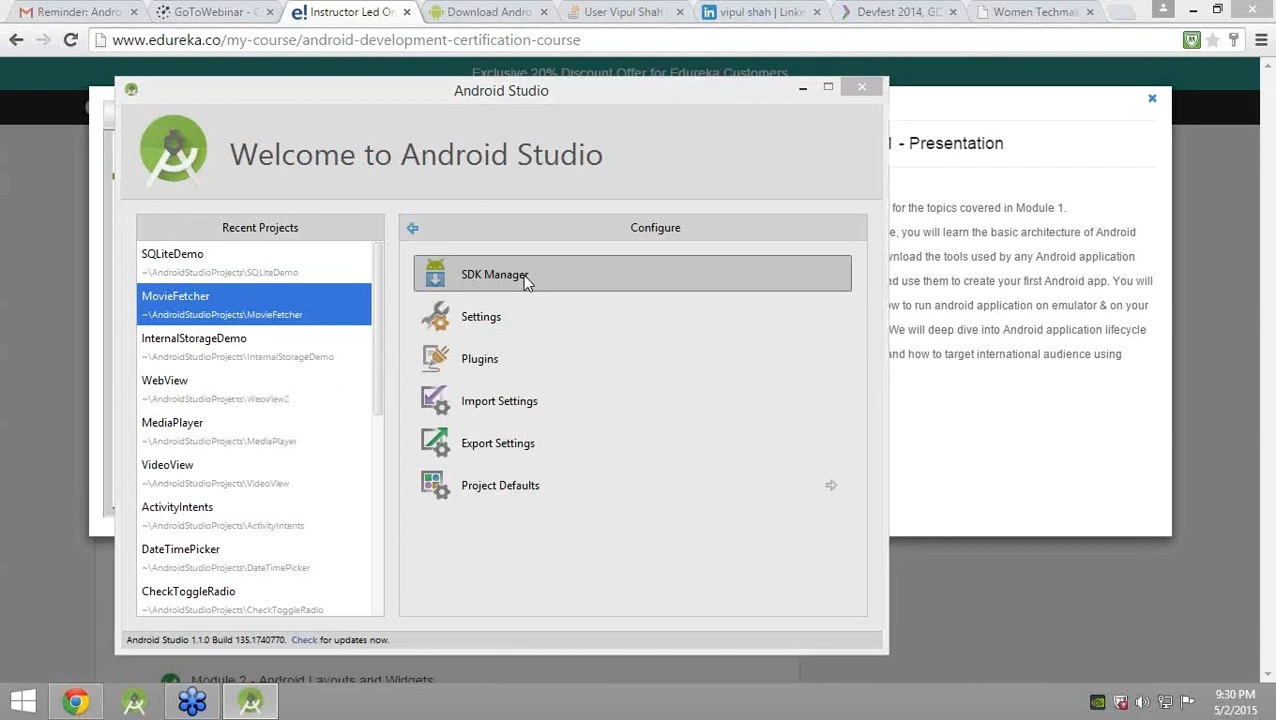 Reminder: Andro
GoToWebinar - C
Instructor Led On
Download Andro
User Vipul Shah
vipul shah | Linke
Devfest 2014, GD
Women Techmak
www.edureka.co/my-course/android-development-certification-course
Exclusive 20% Discount Offer for Edureka Customers
Android Studio
Welcome to Android Studio
1 - Presentation
Recent Projects
Configure
SQLiteDemo
~\AndroidStudioProjects\SQLiteDemo
MovieFetcher
~\AndroidStudioProjects\MovieFetcher
InternalStorageDemo
~\AndroidStudioProjects\InternalStorageDemo
WebView
~\AndroidStudioProjects\WebView2
MediaPlayer
~\AndroidStudioProjects\MediaPlayer
VideoView
~\AndroidStudioProjects\VideoView
ActivityIntents
~\AndroidStudioProjects\ActivityIntents
DateTimePicker
~\AndroidStudioProjects\DateTimePicker
CheckToggleRadio
~\AndroidStudioProjects\CheckToggleRadio
SDK Manager
Settings
Plugins
Import Settings
Export Settings
Project Defaults
for the topics covered in Module 1.
e, you will learn the basic architecture of Android
wnload the tools used by any Android application
and use them to create your first Android app. You will
ow to run android application on emulator & on your
We will deep dive into Android application lifecycle
and how to target international audience using
Android Studio 1.1.0 Build 135.1740770. Check for updates now.
Module 2 - Android Layouts and Widgets
9:30 PM
5/2/2015